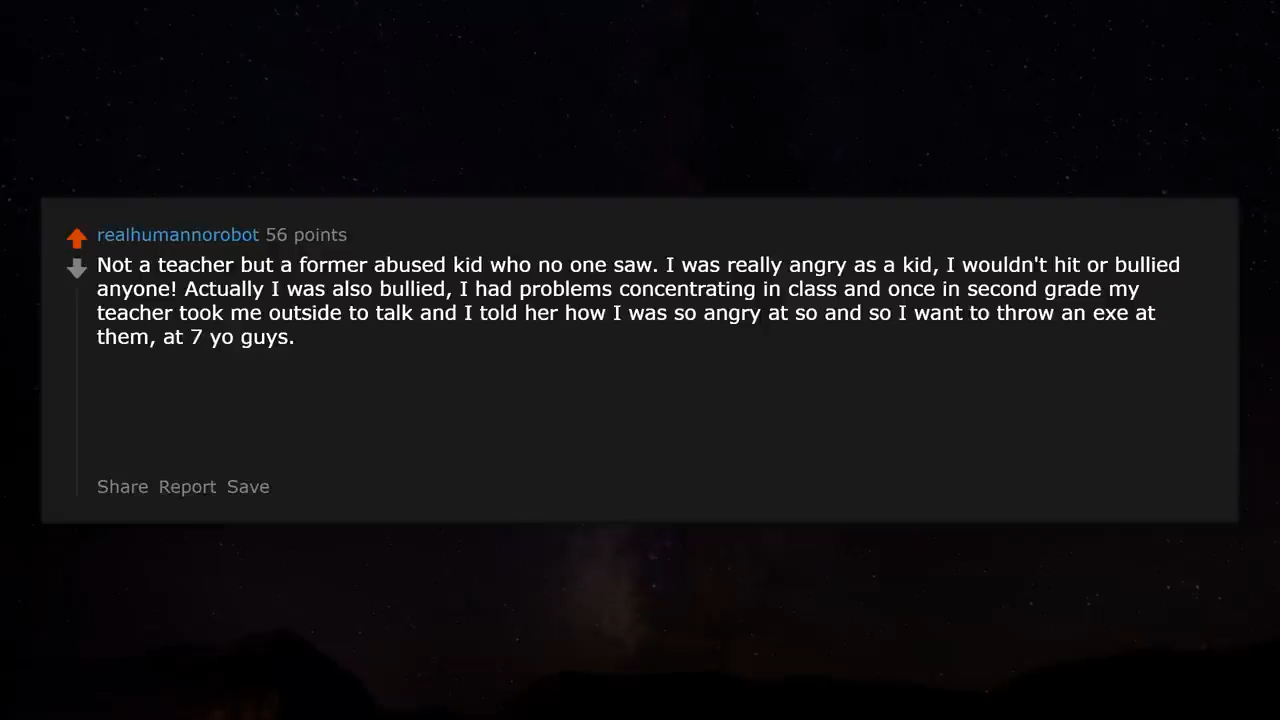 realhumannorobot 56 points
Not a teacher but a former abused kid who no one saw. I was really angry as a kid, I wouldn't hit or bullied
anyone! Actually I was also bullied, I had problems concentrating in class and once in second grade my
teacher took me outside to talk and I told her how I was so angry at so and so I want to throw an exe at
them, at 7 yo guys.
Share Report Save